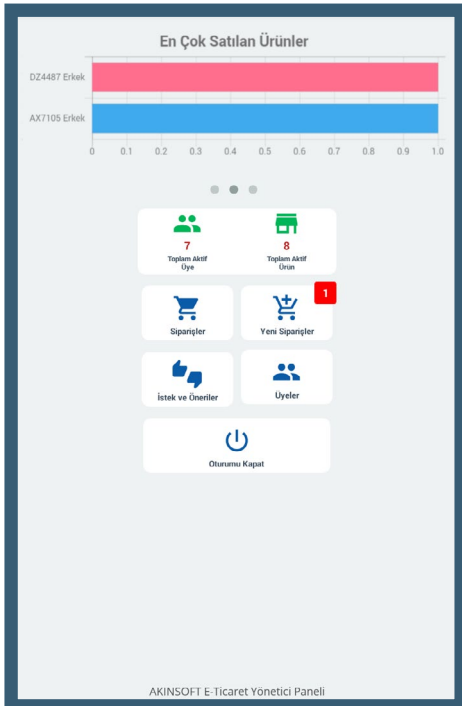 En Çok Satılan Ürünler
DZ4487 Erkek
AX7105 Erkek
0 0.1 0.2 0.3 0.4 0.5 0.6 0.7 0.8 0.9 1.0
7
Toplam Aktif
Üye
8
Toplam Aktif
Ürün
Siparişler
1
Yeni Siparişler
İstek ve Öneriler
Üyeler
Oturumu Kapat
AKINSOFT E-Ticaret Yönetici Paneli